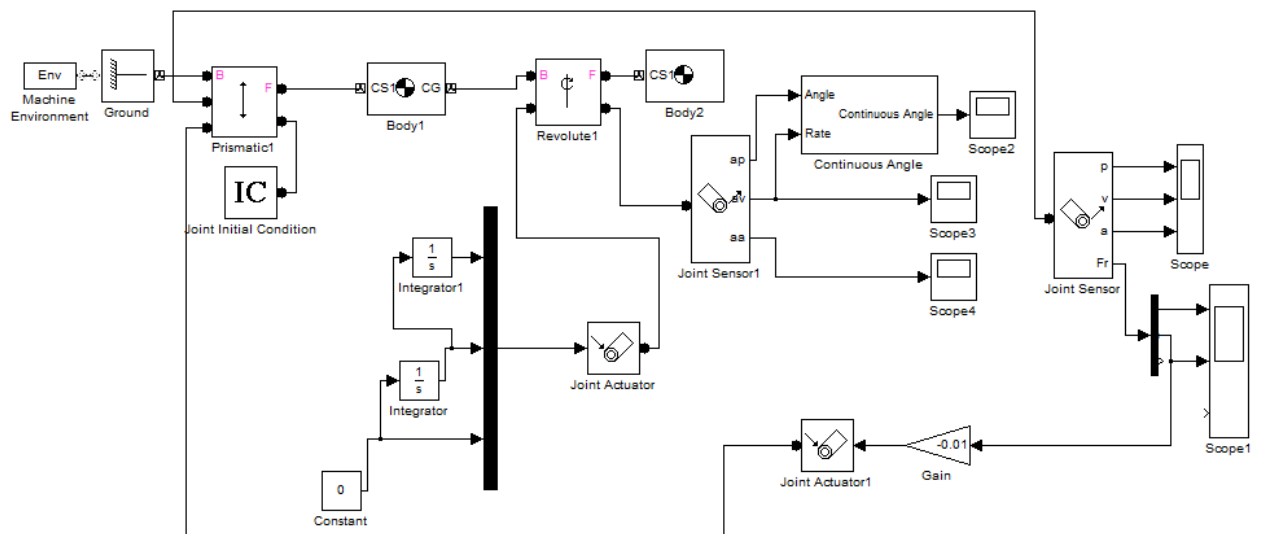 Env
Machine
Environment
Ground
B
F
Prismatic1
IC
Joint Initial Condition
CS1
CG
Body1
B
F
Revolute1
CS1
Body2
Angle
Rate
Continuous Angle
Continuous Angle
Scope2
ap
av
aa
Joint Sensor1
Scope3
Scope4
p
v
a
Fr
Joint Sensor
Scope
Scope1
1
s
Integrator1
1
s
Integrator
0
Constant
Joint Actuator
Joint Actuator1
-0.01
Gain